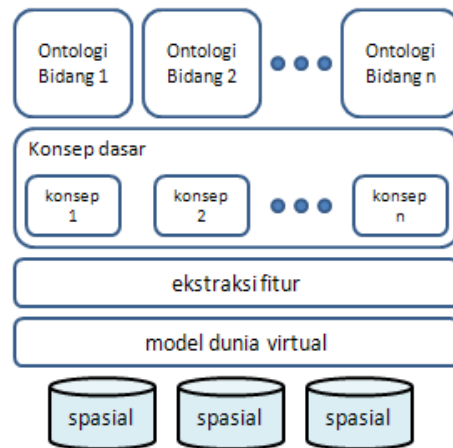 Ontologi
Bidang 1
Ontologi
Bidang 2
Ontologi
Bidang n
Konsep dasar
konsep
1
konsep
2
konsep
n
ekstraksi fitur
model dunia virtual
spasial
spasial
spasial